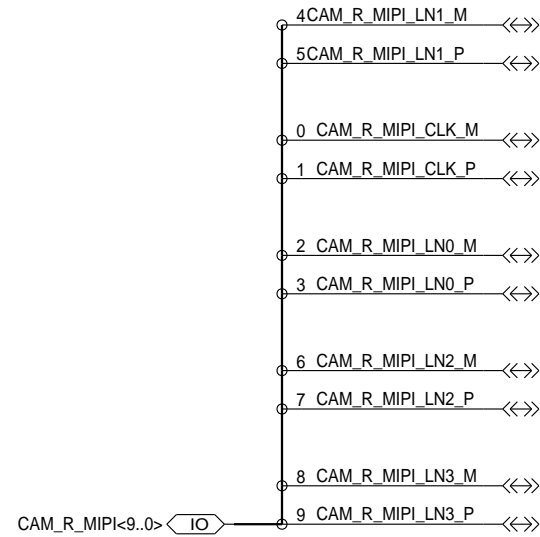 4CAM_R_MIPI_LN1_M
5CAM_R_MIPI_LN1_P
0 CAM_R_MIPI_CLK_M
1 CAM_R_MIPI_CLK_P
2 CAM_R_MIPI_LN0_M
3 CAM_R_MIPI_LN0_P
6 CAM_R_MIPI_LN2_M
7 CAM_R_MIPI_LN2_P
8 CAM_R_MIPI_LN3_M
9 CAM_R_MIPI_LN3_P
CAM_R_MIPI<9..0> IO